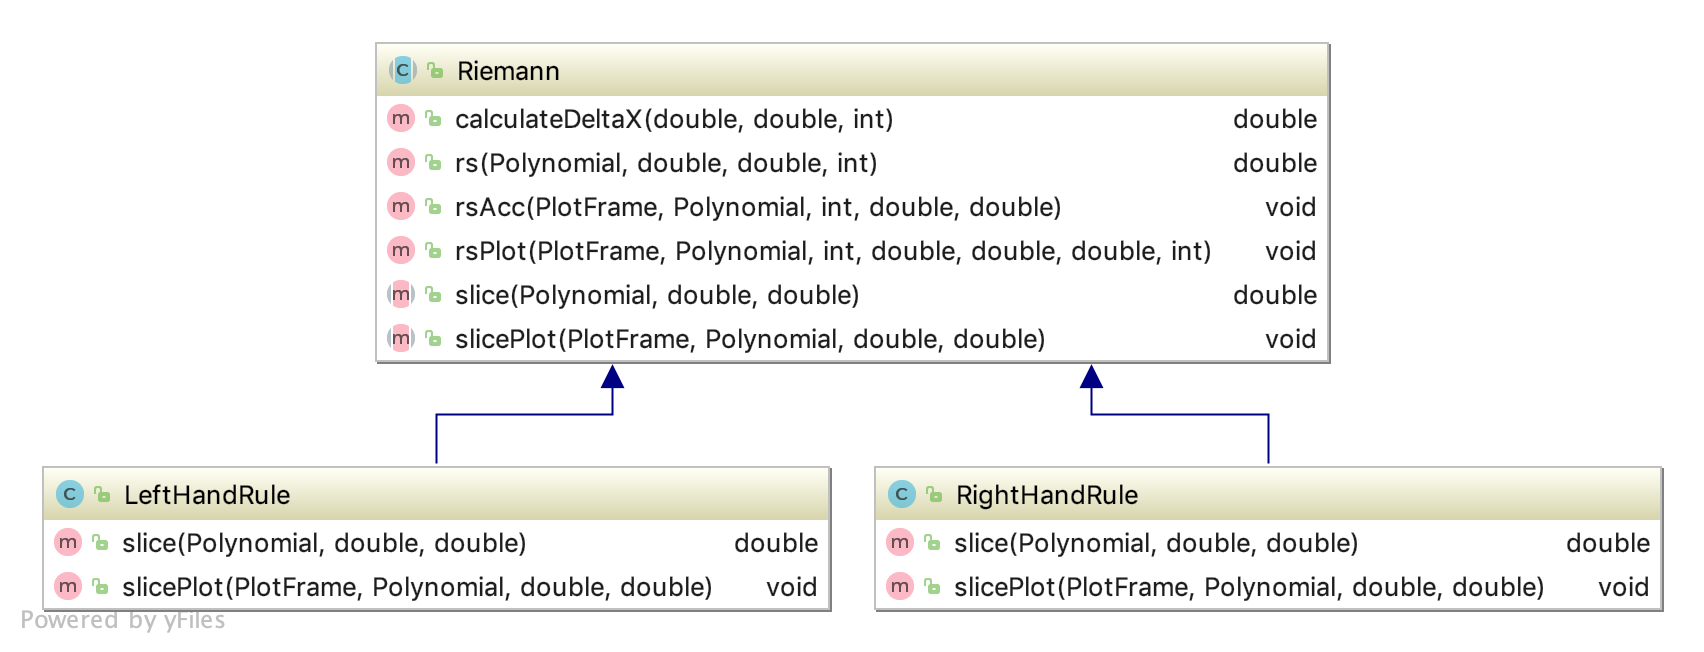 Riemann
calculateDeltaX(double, double, int) double
rs(Polynomial, double, double, int) double
rsAcc(PlotFrame, Polynomial, int, double, double) void
rsPlot(PlotFrame, Polynomial, int, double, double, double, int) void
slice(Polynomial, double, double) double
slicePlot(PlotFrame, Polynomial, double, double) void
LeftHandRule
slice(Polynomial, double, double) double
slicePlot(PlotFrame, Polynomial, double, double) void
RightHandRule
slice(Polynomial, double, double) double
slicePlot(PlotFrame, Polynomial, double, double) void
Powered by yFiles